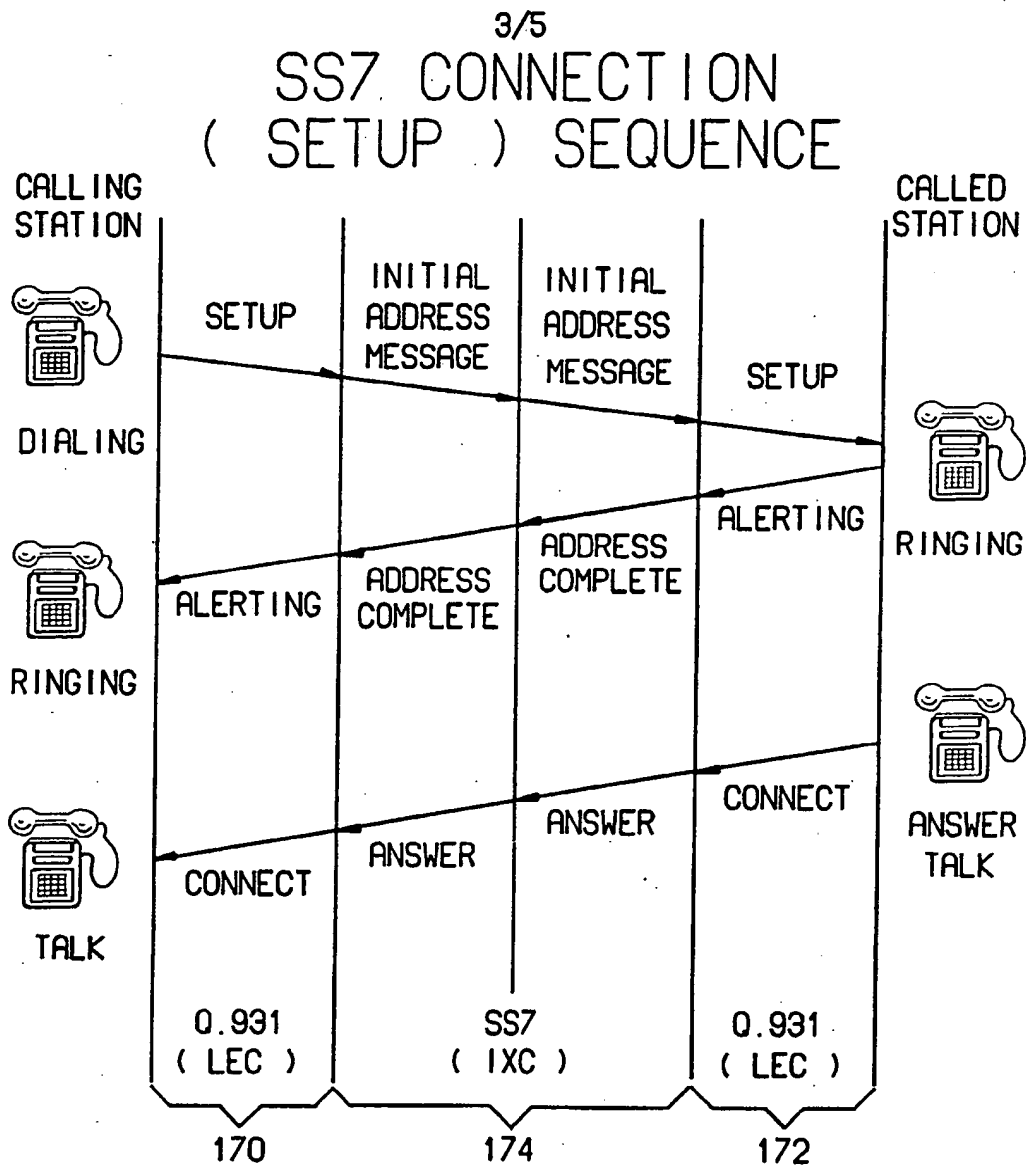 3/5
SS7 CONNECTION
( SETUP ) SEQUENCE
CALLING
STATION
CALLED
STATION
SETUP
INITIAL
ADDRESS
MESSAGE
INITIAL
ADDRESS
MESSAGE
SETUP
DIALING
ALERTING
RINGING
ADDRESS
COMPLETE
ADDRESS
COMPLETE
ALERTING
RINGING
CONNECT
ANSWER
TALK
ANSWER
ANSWER
CONNECT
TALK
Q.931
( LEC )
SS7
( IXC )
Q.931
( LEC )
170
174
172